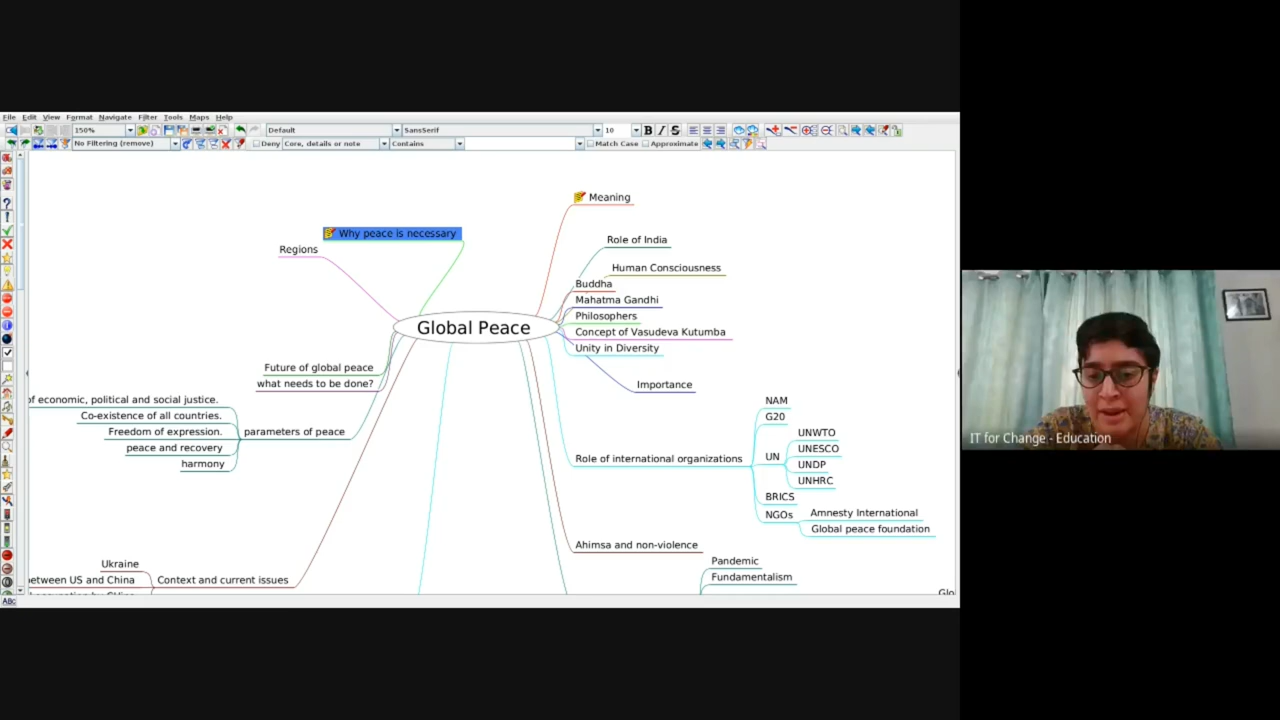 File Edit View Format Navigate Filter Tools Maps Help
150% Default SansSerif 10
No Filtering (remove) Deny Core, details or note Contains Match Case Approximate
Meaning
Why peace is necessary
Regions
Role of India
Human Consciousness
Buddha
Mahatma Gandhi
Philosophers
Concept of Vasudeva Kutumba
Unity in Diversity
Importance
Global Peace
Future of global peace
what needs to be done?
of economic, political and social justice.
Co-existence of all countries.
Freedom of expression.
peace and recovery
harmony
parameters of peace
Role of international organizations
NAM
G20
UN
UNWTO
UNESCO
UNDP
UNHRC
BRICS
NGOs
Amnesty International
Global peace foundation
Ahimsa and non-violence
Pandemic
Fundamentalism
Ukraine
between US and China
Context and current issues
IT for Change - Education